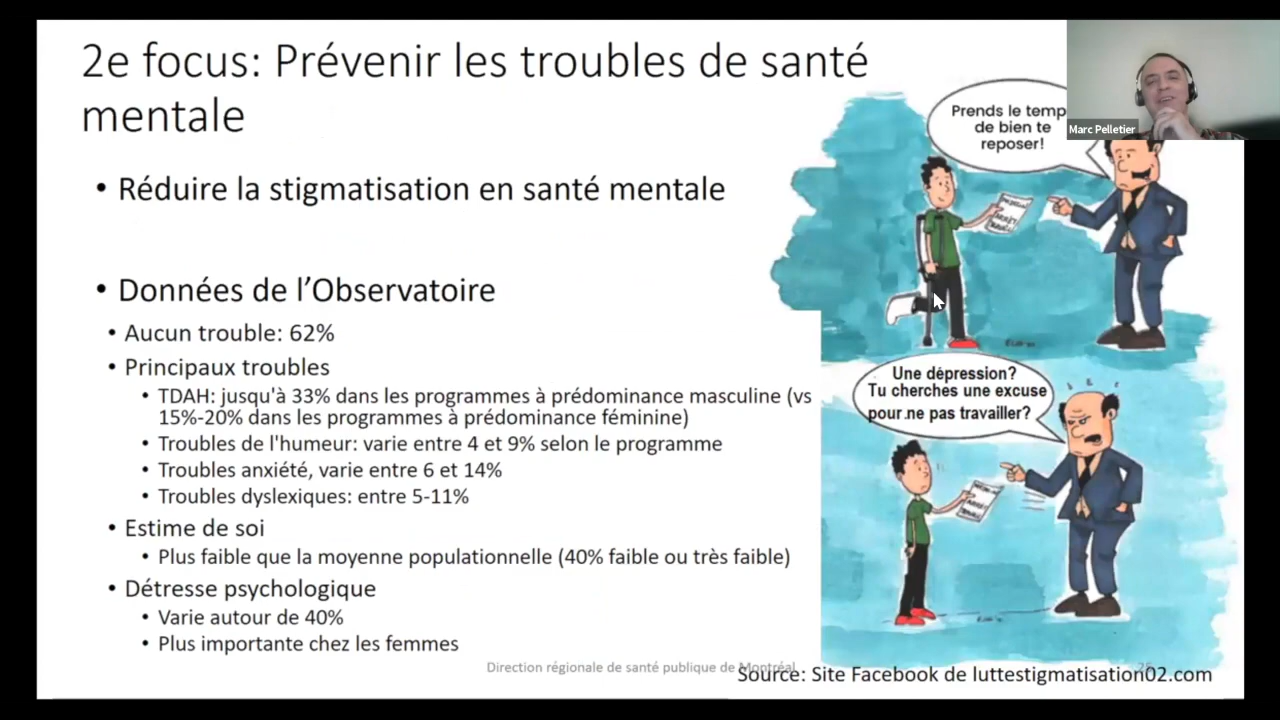 2e focus: Prévenir les troubles de santé
mentale
• Réduire la stigmatisation en santé mentale
• Données de l’Observatoire
• Aucun trouble: 62%
• Principaux troubles
• TDAH: jusqu'à 33% dans les programmes à prédominance masculine (vs
15%-20% dans les programmes à prédominance féminine)
• Troubles de l'humeur: varie entre 4 et 9% selon le programme
• Troubles anxiété, varie entre 6 et 14%
• Troubles dyslexiques: entre 5-11%
• Estime de soi
• Plus faible que la moyenne populationnelle (40% faible ou très faible)
• Détresse psychologique
• Varie autour de 40%
• Plus importante chez les femmes
Prends le temp
de bien te
reposer!
Marc Pelletier
Une dépression?
Tu cherches une excuse
pour.ne pas travailler?
Direction régionale de santé publique de Montréal
Source: Site Facebook de luttestigmatisation02.com